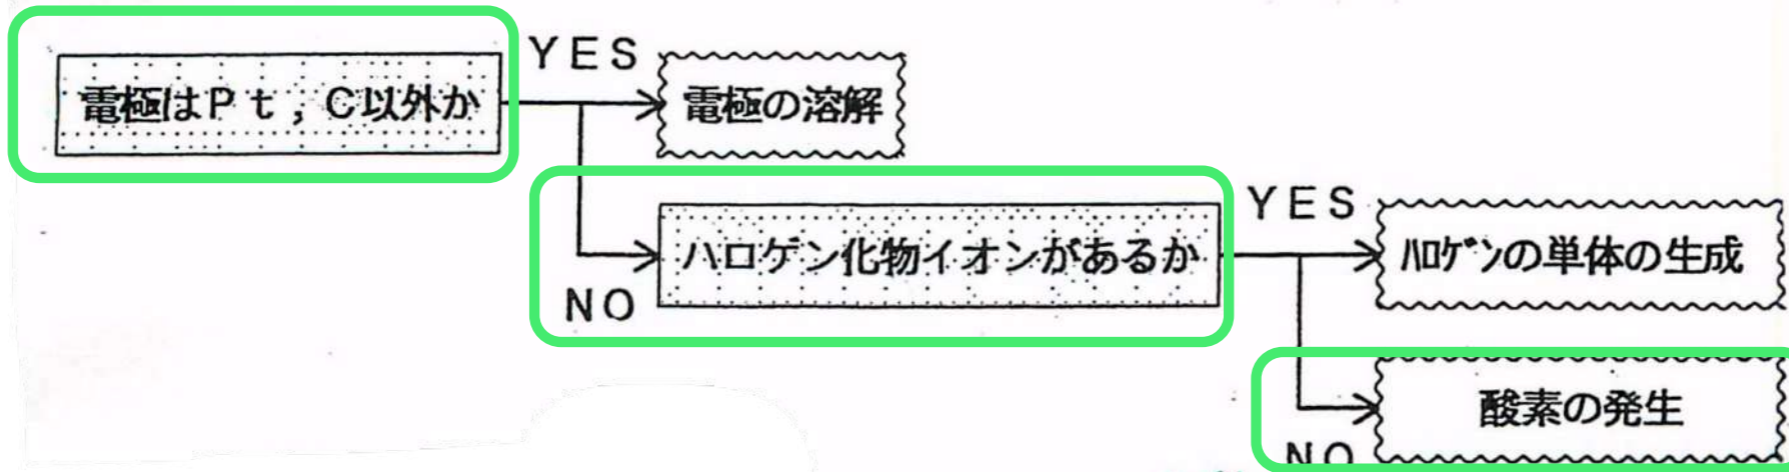 YES
電極はPt,C以外か
電極の溶解
YES
ハロゲン化物イオンがあるか
ﾊﾛｹﾞﾝの単体の生成
NO
酸素の発生
NO